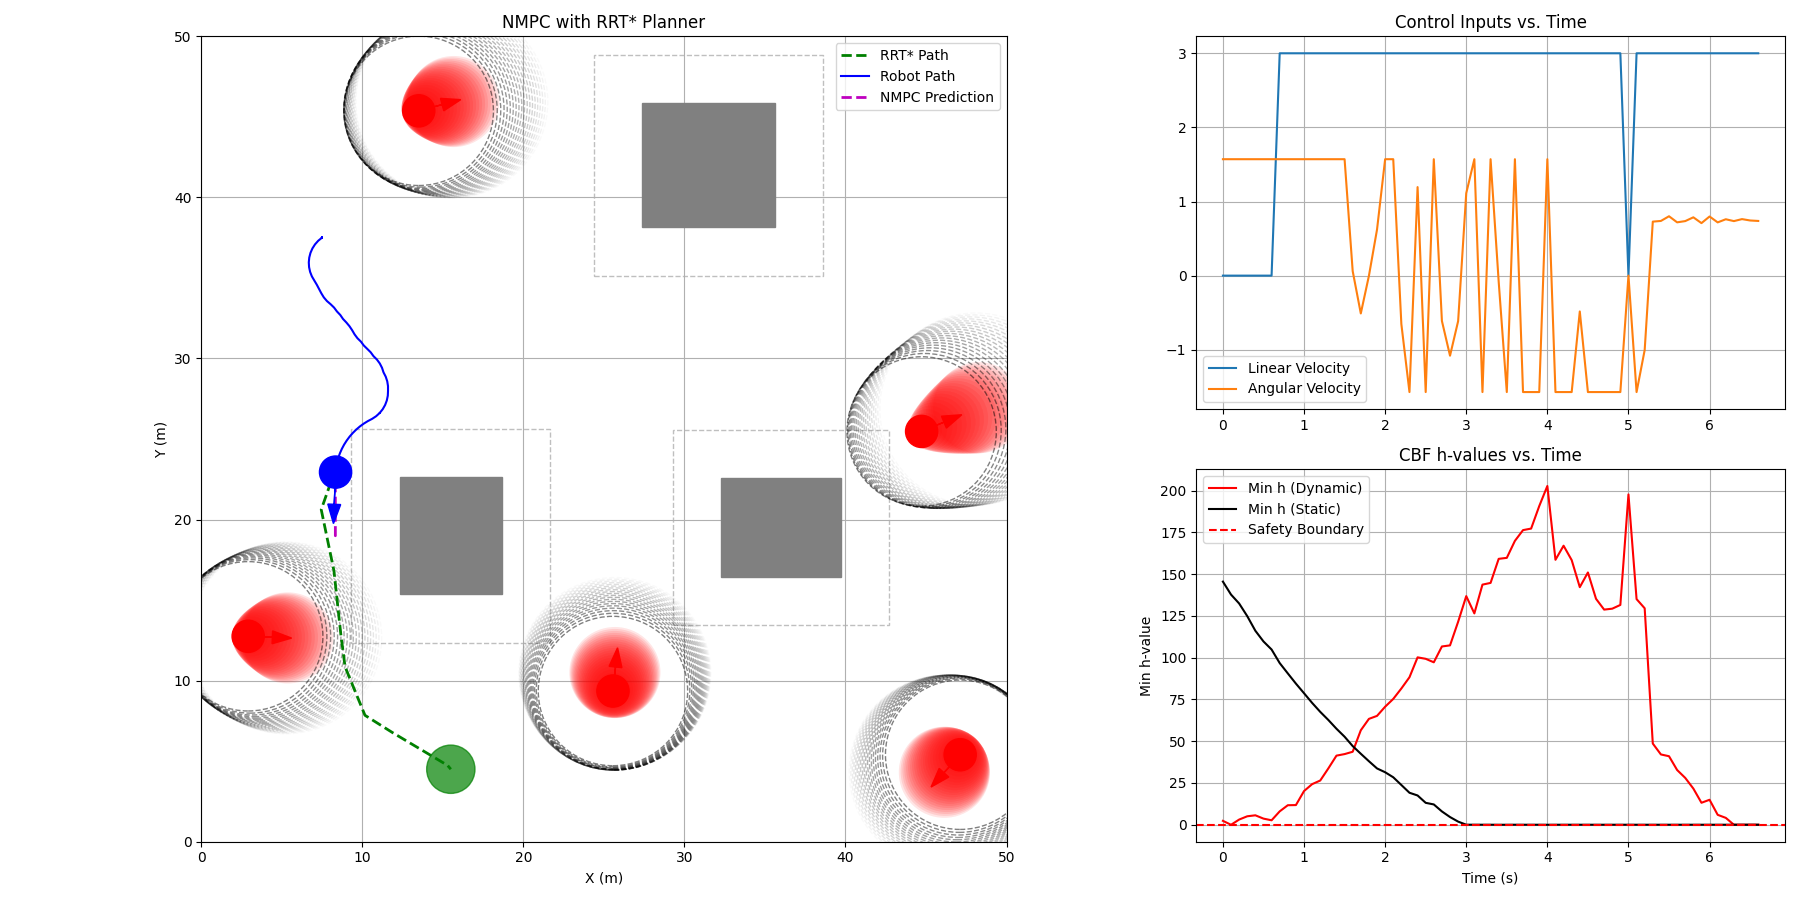 NMPC with RRT* Planner
50
40
30
20
10
0
Y (m)
0
10
20
30
40
50
X (m)
RRT* Path
Robot Path
NMPC Prediction
Control Inputs vs. Time
3
2
1
0
−1
0
1
2
3
4
5
6
Linear Velocity
Angular Velocity
CBF h-values vs. Time
200
175
150
125
100
75
50
25
0
Min h-value
Min h (Dynamic)
Min h (Static)
Safety Boundary
0
1
2
3
4
5
6
Time (s)